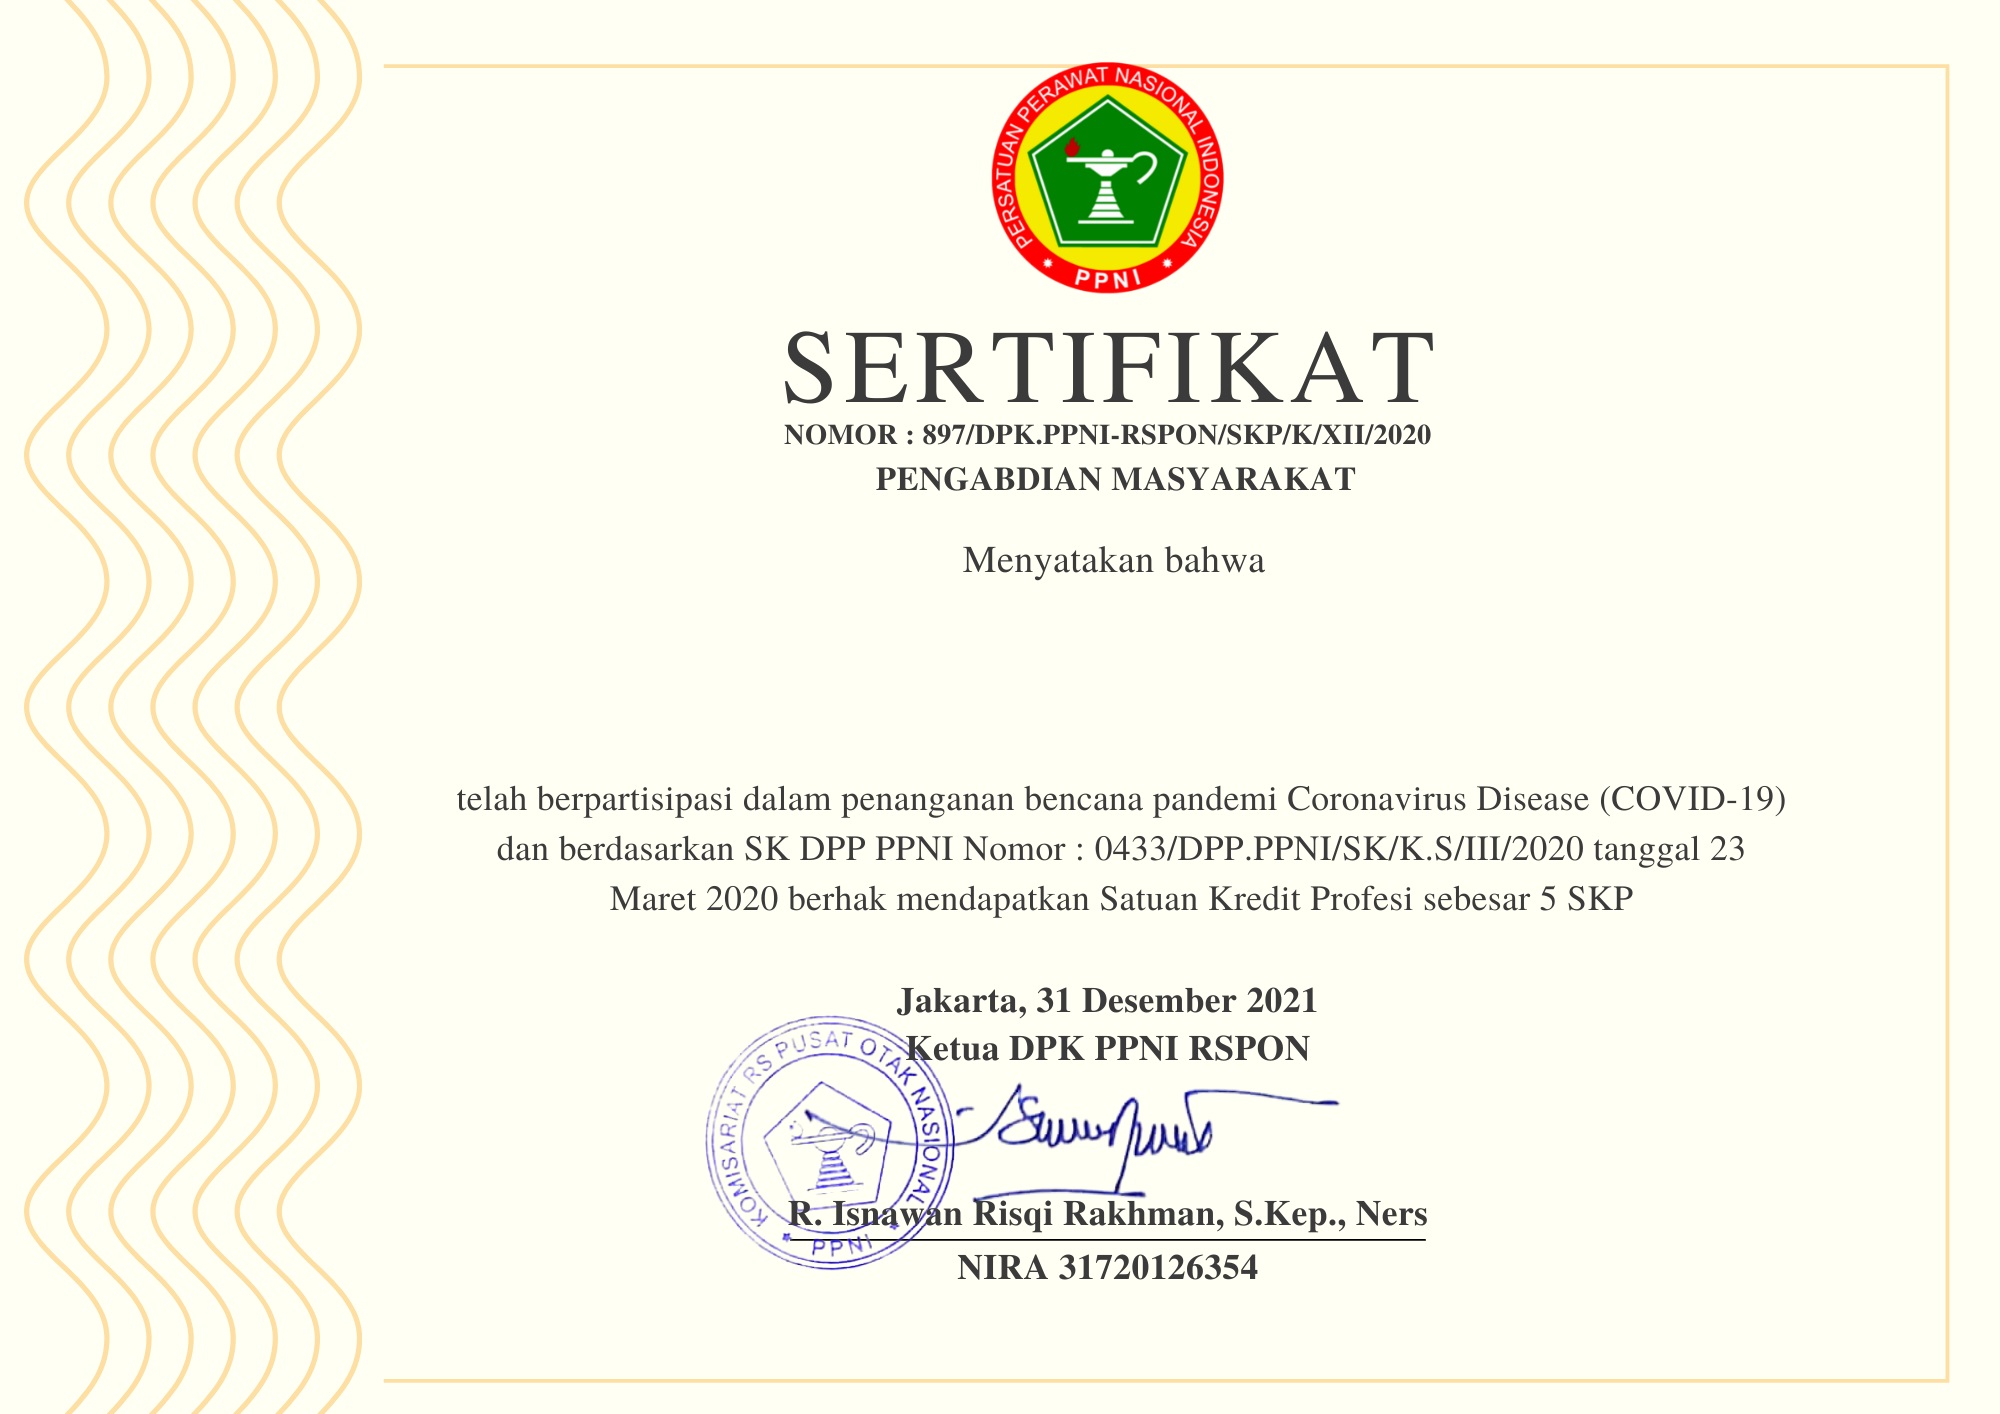 PERSATUAN PERAWAT NASIONAL INDONESIA
PPNI
SERTIFIKAT
NOMOR : 897/DPK.PPNI-RSPON/SKP/K/XII/2020
PENGABDIAN MASYARAKAT
Menyatakan bahwa
telah berpartisipasi dalam penanganan bencana pandemi Coronavirus Disease (COVID-19)
dan berdasarkan SK DPP PPNI Nomor : 0433/DPP.PPNI/SK/K.S/III/2020 tanggal 23
Maret 2020 berhak mendapatkan Satuan Kredit Profesi sebesar 5 SKP
Jakarta, 31 Desember 2021
Ketua DPK PPNI RSPON
KOMISARIAT RS PUSAT OTAK NASIONAL
PPNI
R. Isnawan Risqi Rakhman, S.Kep., Ners
NIRA 31720126354